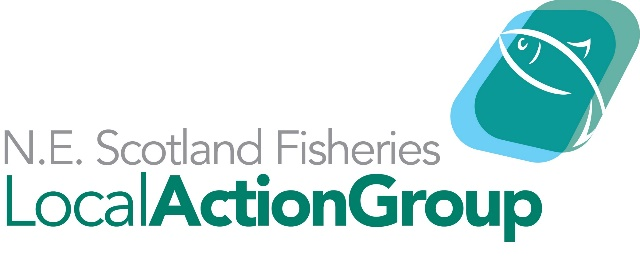 N.E. Scotland Fisheries
LocalActionGroup